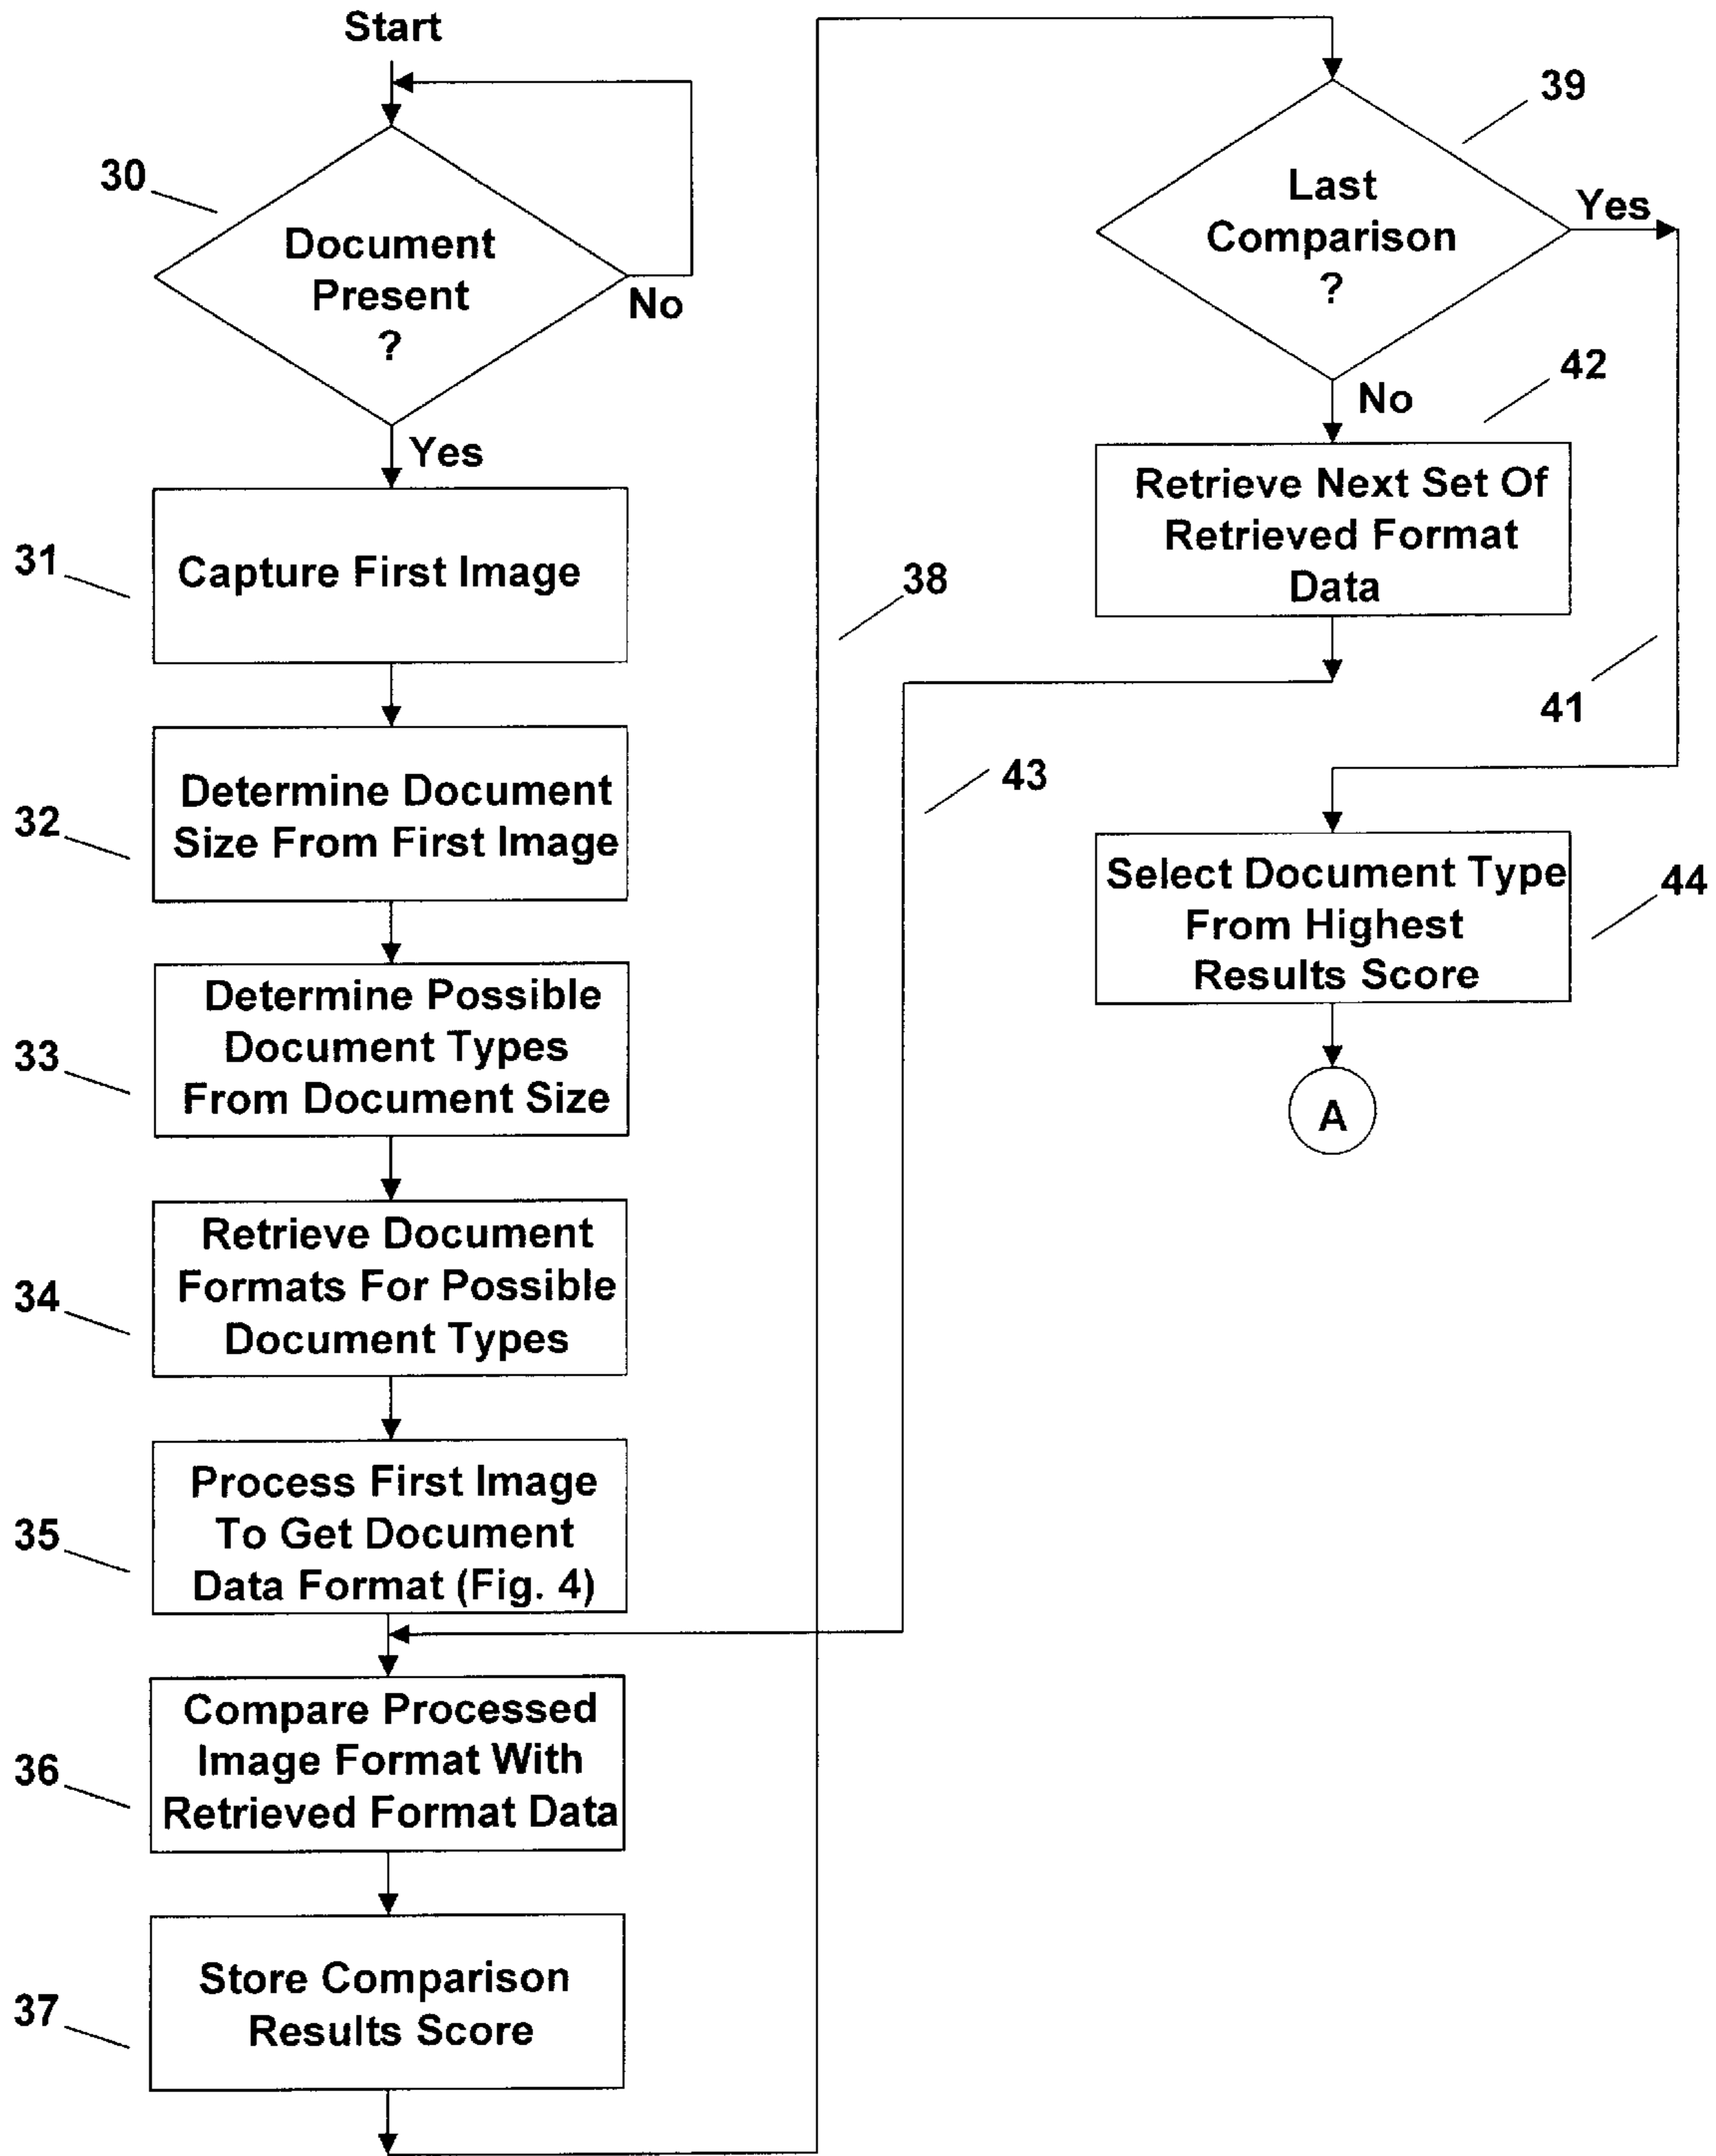 Start
30
Document
Present
?
No
Yes
31
Capture First Image
32
Determine Document
Size From First Image
33
Determine Possible
Document Types
From Document Size
34
Retrieve Document
Formats For Possible
Document Types
35
Process First Image
To Get Document
Data Format (Fig. 4)
36
Compare Processed
Image Format With
Retrieved Format Data
37
Store Comparison
Results Score
38
39
Last
Comparison
?
Yes
No
42
Retrieve Next Set Of
Retrieved Format
Data
41
43
Select Document Type
From Highest
Results Score
44
A